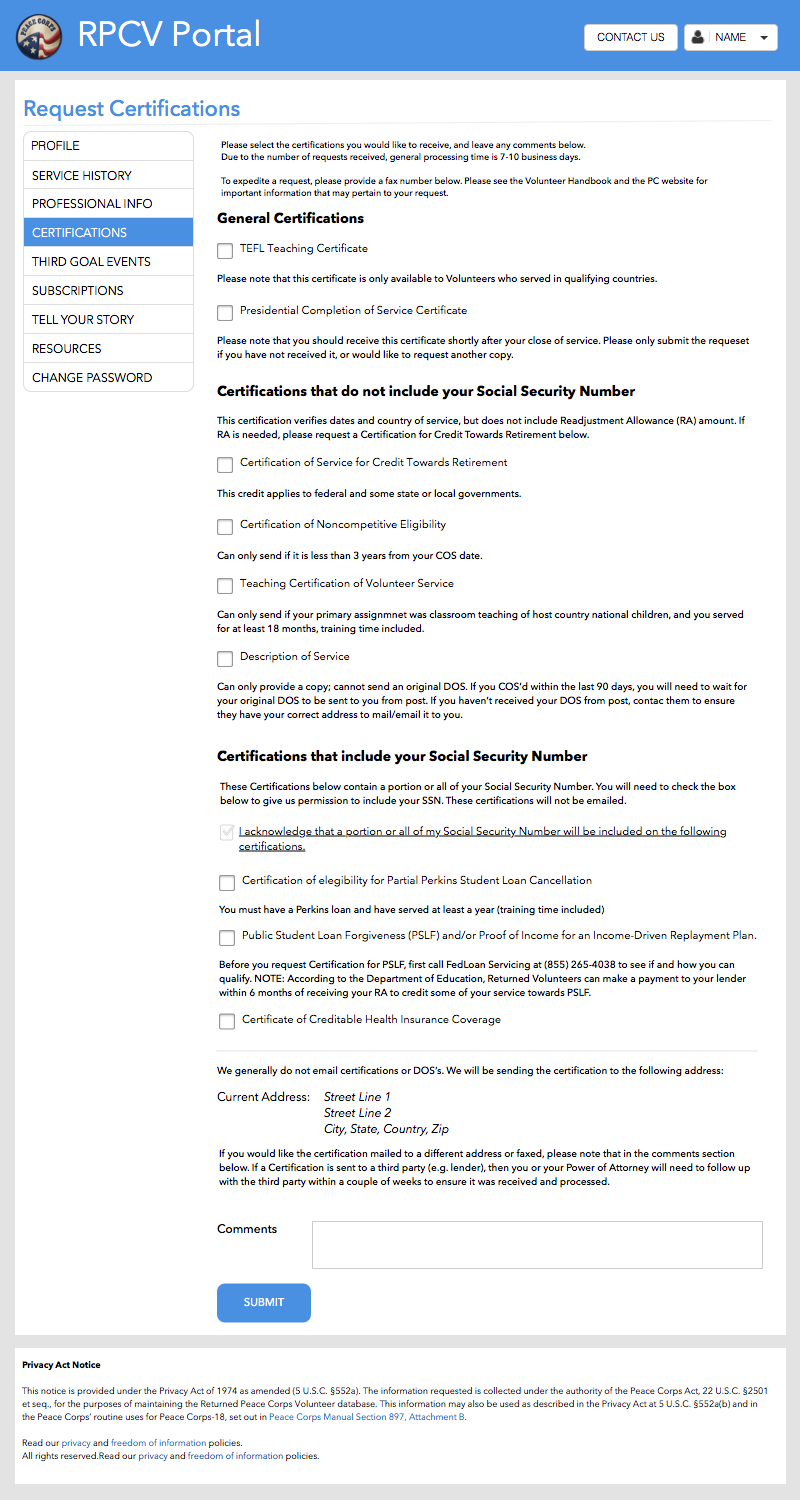 PEACE CORPS
RPCV Portal
CONTACT US
NAME
Request Certifications
PROFILE
SERVICE HISTORY
PROFESSIONAL INFO
CERTIFICATIONS
THIRD GOAL EVENTS
SUBSCRIPTIONS
TELL YOUR STORY
RESOURCES
CHANGE PASSWORD
Please select the certifications you would like to receive, and leave any comments below.
Due to the number of requests received, general processing time is 7-10 business days.
To expedite a request, please provide a fax number below. Please see the Volunteer Handbook and the PC website for
important information that may pertain to your request.
General Certifications
TEFL Teaching Certificate
Please note that this certificate is only available to Volunteers who served in qualifying countries.
Presidential Completion of Service Certificate
Please note that you should receive this certificate shortly after your close of service. Please only submit the requeset
if you have not received it, or would like to request another copy.
Certifications that do not include your Social Security Number
This certification verifies dates and country of service, but does not include Readjustment Allowance (RA) amount. If
RA is needed, please request a Certification for Credit Towards Retirement below.
Certification of Service for Credit Towards Retirement
This credit applies to federal and some state or local governments.
Certification of Noncompetitive Eligibility
Can only send if it is less than 3 years from your COS date.
Teaching Certification of Volunteer Service
Can only send if your primary assignmnet was classroom teaching of host country national children, and you served
for at least 18 months, training time included.
Description of Service
Can only provide a copy; cannot send an original DOS. If you COS'd within the last 90 days, you will need to wait for
your original DOS to be sent to you from post. If you haven't received your DOS from post, contac them to ensure
they have your correct address to mail/email it to you.
Certifications that include your Social Security Number
These Certifications below contain a portion or all of your Social Security Number. You will need to check the box
below to give us permission to include your SSN. These certifications will not be emailed.
I acknowledge that a portion or all of my Social Security Number will be included on the following
certifications.
Certification of elegibility for Partial Perkins Student Loan Cancellation
You must have a Perkins loan and have served at least a year (training time included)
Public Student Loan Forgiveness (PSLF) and/or Proof of Income for an Income-Driven Replayment Plan.
Before you request Certification for PSLF, first call FedLoan Servicing at (855) 265-4038 to see if and how you can
qualify. NOTE: According to the Department of Education, Returned Volunteers can make a payment to your lender
within 6 months of receiving your RA to credit some of your service towards PSLF.
Certificate of Creditable Health Insurance Coverage
We generally do not email certifications or DOS's. We will be sending the certification to the following address:
Current Address: Street Line 1
Street Line 2
City, State, Country, Zip
If you would like the certification mailed to a different address or faxed, please note that in the comments section
below. If a Certification is sent to a third party (e.g. lender), then you or your Power of Attorney will need to follow up
with the third party within a couple of weeks to ensure it was received and processed.
Comments
SUBMIT
Privacy Act Notice
This notice is provided under the Privacy Act of 1974 as amended (5 U.S.C. §552a). The information requested is collected under the authority of the Peace Corps Act, 22 U.S.C. §2501
et seq., for the purposes of maintaining the Returned Peace Corps Volunteer database. This information may also be used as described in the Privacy Act at 5 U.S.C. §552a(b) and in
the Peace Corps' routine uses for Peace Corps-18, set out in Peace Corps Manual Section 897, Attachment B.
Read our privacy and freedom of information policies.
All rights reserved.Read our privacy and freedom of information policies.